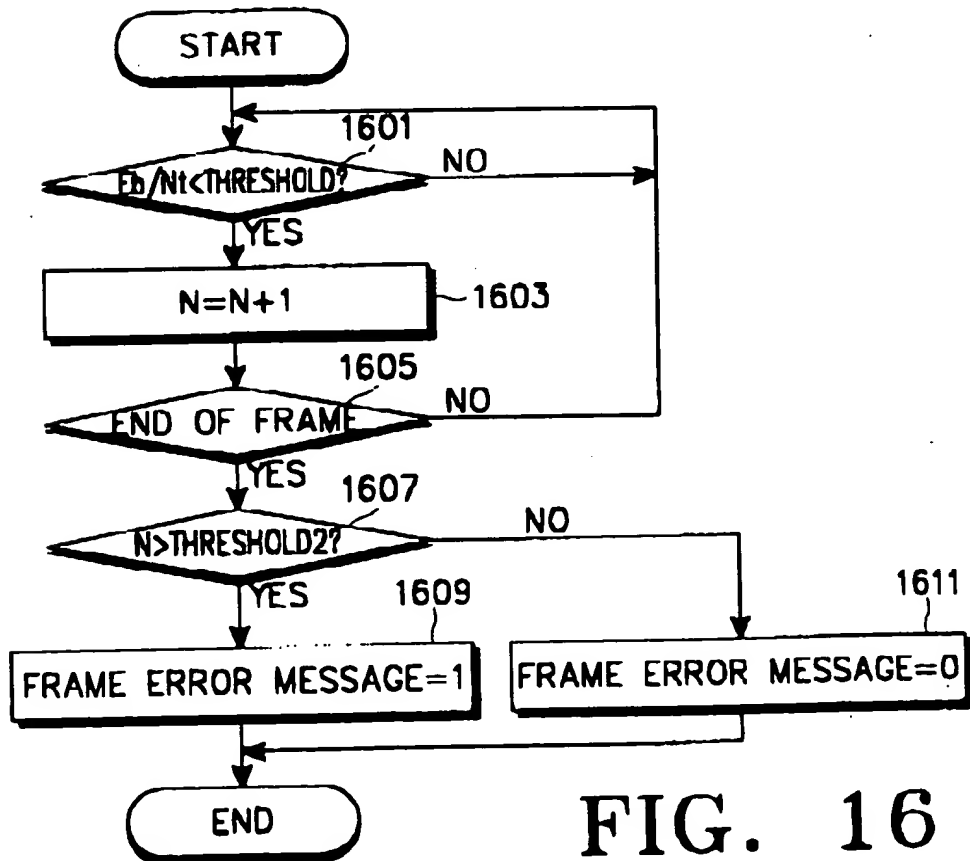 START
1601
Eb/Nt<THRESHOLD?
NO
YES
N=N+1
1603
1605
END OF FRAME
NO
YES
1607
N>THRESHOLD2?
NO
YES
1609
1611
FRAME ERROR MESSAGE=1
FRAME ERROR MESSAGE=0
END
FIG. 16